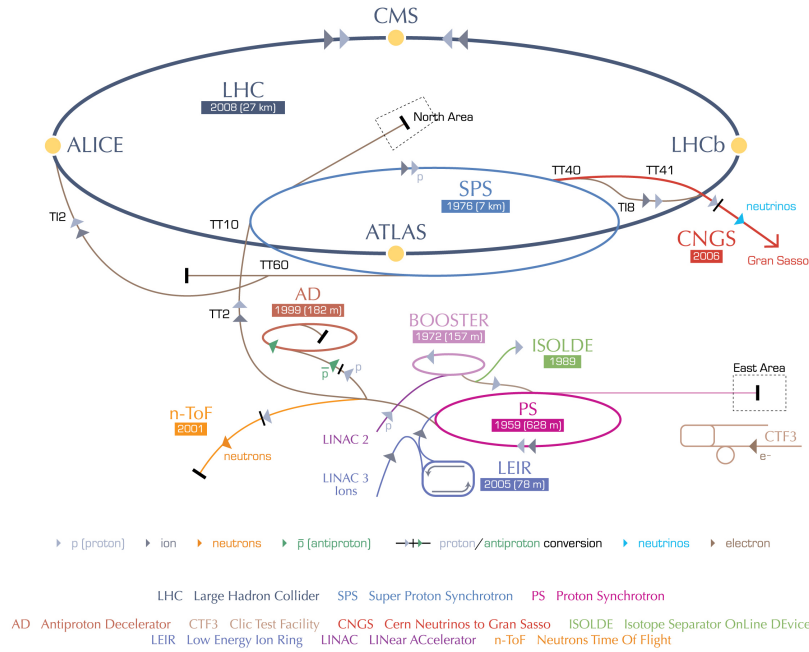 CMS
LHC
2008 (27 km)
North Area
ALICE
LHCb
TT40
TT41
p
SPS
1976 (7 km)
TI2
TI8
neutrinos
TT10
ATLAS
CNGS
2006
Gran Sasso
TT60
AD
1999 (182 m)
TT2
BOOSTER
1972 (157 m)
ISOLDE
1989
p̅
p
East Area
n-ToF
2001
PS
1959 (628 m)
p
LINAC 2
CTF3
neutrons
e-
LEIR
2005 (78 m)
LINAC 3
Ions
p (proton)
ion
neutrons
p̅ (antiproton)
proton/antiproton conversion
neutrinos
electron
LHC Large Hadron Collider SPS Super Proton Synchrotron PS Proton Synchrotron
AD Antiproton Decelerator CTF3 Clic Test Facility CNGS Cern Neutrinos to Gran Sasso ISOLDE Isotope Separator OnLine DEvice
LEIR Low Energy Ion Ring LINAC LINear ACcelerator n-ToF Neutrons Time Of Flight